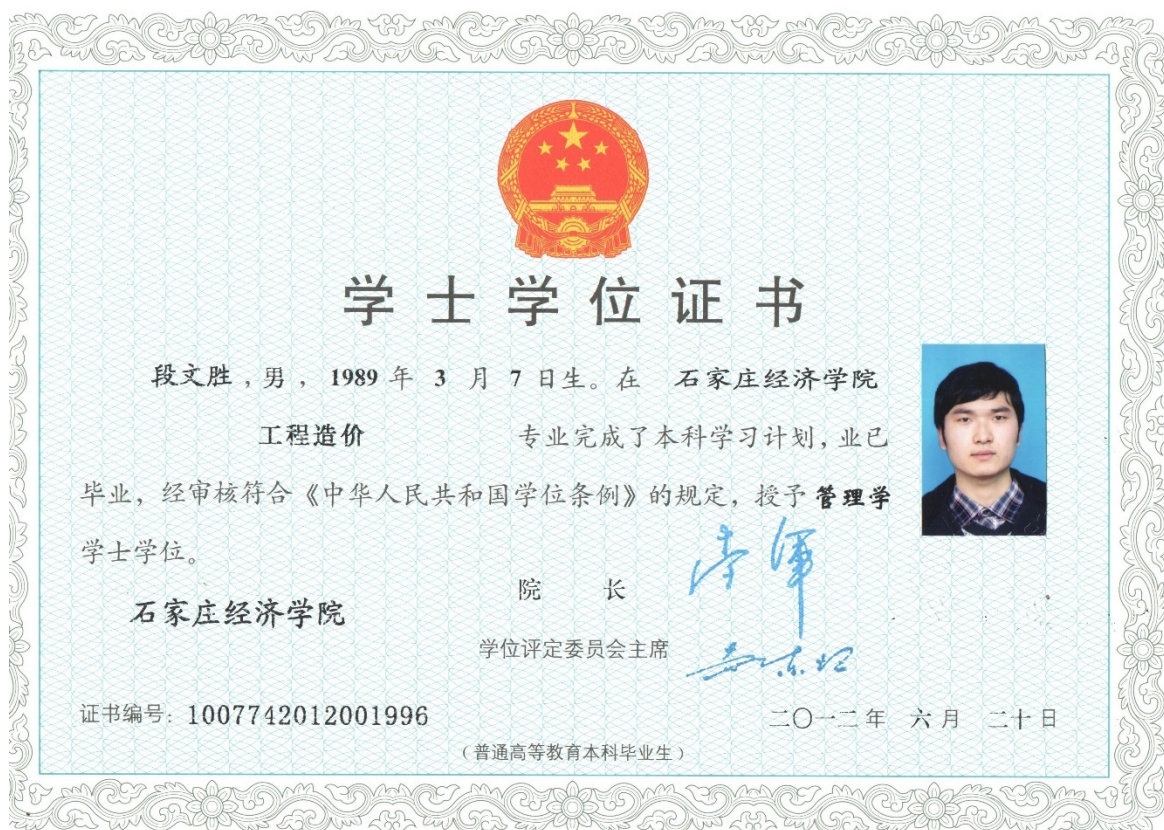 学士学位证书
段文胜，男，1989年 3 月 7 日生。在 石家庄经济学院
工程造价 专业完成了本科学习计划，业已
毕业，经审核符合《中华人民共和国学位条例》的规定，授予 管理学
学士学位。
院 长
石家庄经济学院
学位评定委员会主席
证书编号：1007742012001996
二〇一二年 六月 二十日
（普通高等教育本科毕业生）